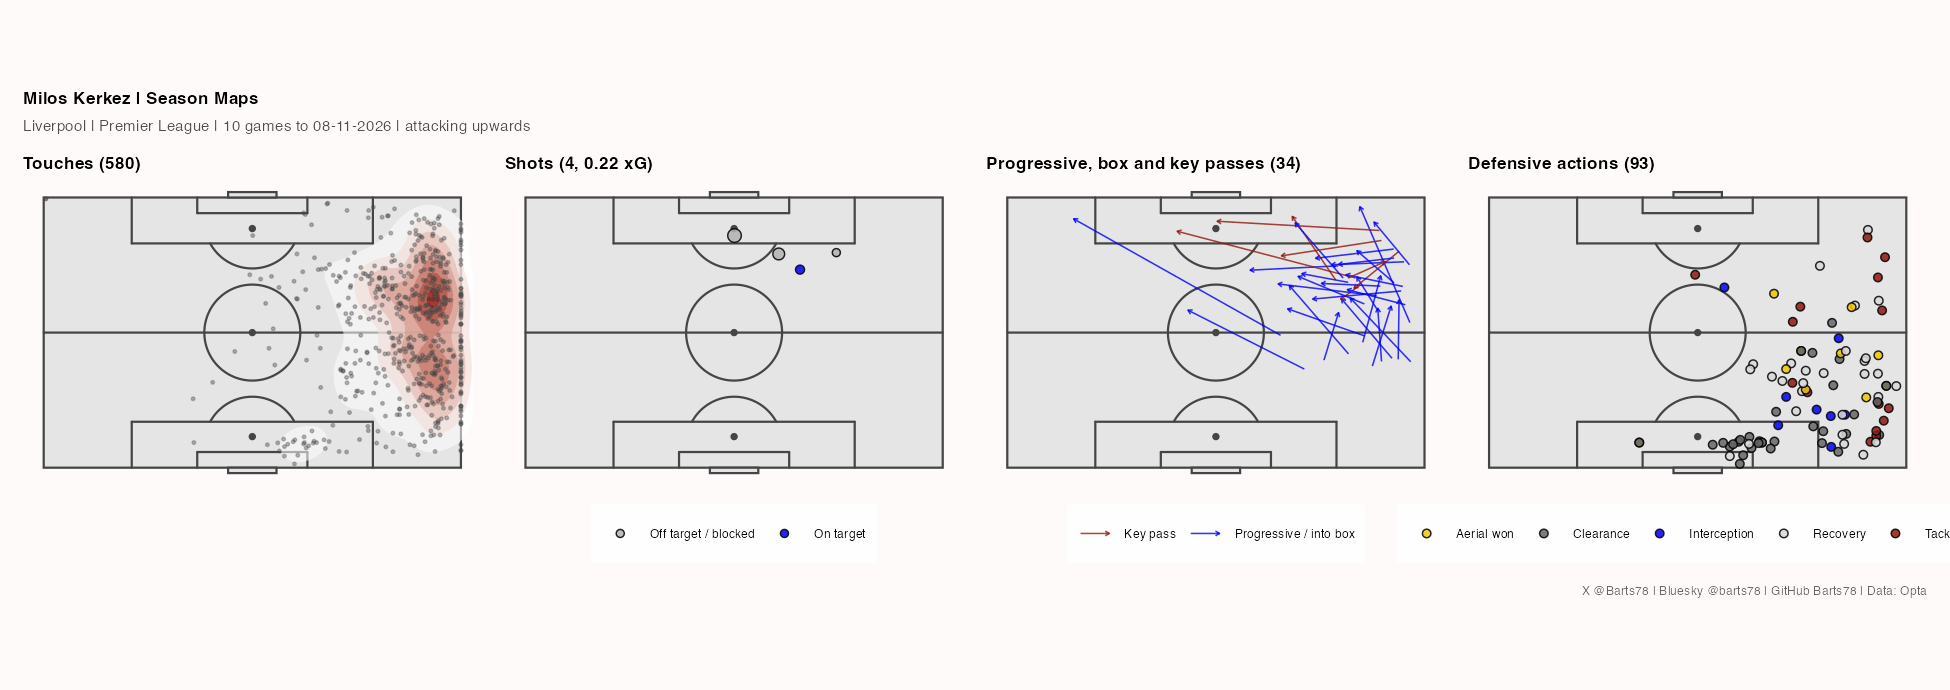 Milos Kerkez | Season Maps
Liverpool | Premier League | 10 games to 08-11-2026 | attacking upwards
Touches (580)
Shots (4, 0.22 xG)
Progressive, box and key passes (34)
Defensive actions (93)
Off target / blocked
On target
Key pass
Progressive / into box
Aerial won
Clearance
Interception
Recovery
Tack
X @Barts78 | Bluesky @barts78 | GitHub Barts78 | Data: Opta